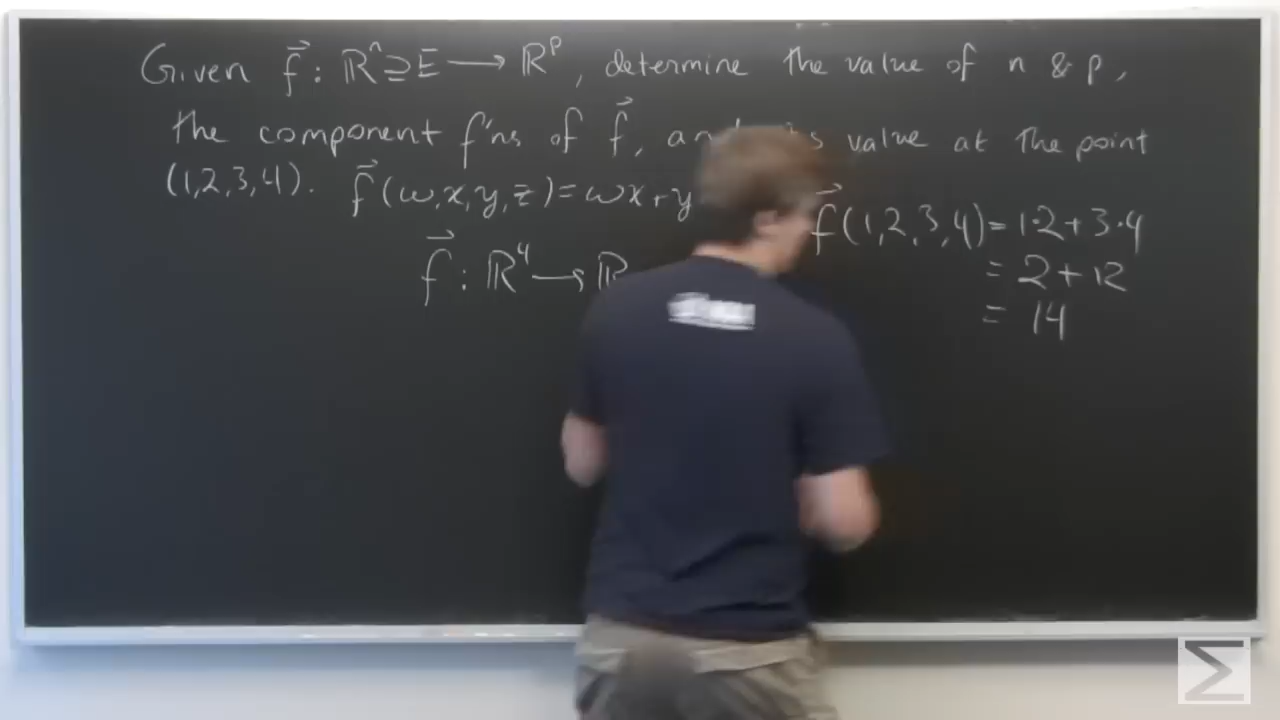 Given f⃗ : ℝⁿ ⊇ E → ℝᵖ, determine the value of n & p,
the component f'ns of f⃗, value at the point
(1,2,3,4). f⃗(w,x,y,z)=wx+y
f⃗ : ℝ⁴ → ℝ
f⃗(1,2,3,4)=1·2+3·4
= 2+12
= 14
Σ